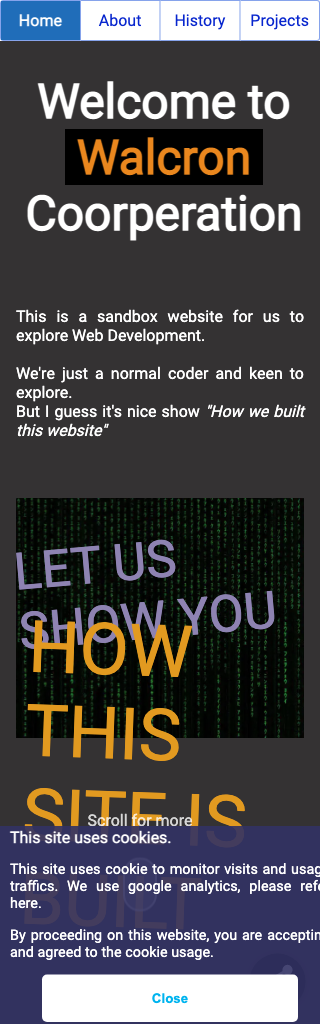 Home About History Projects
Welcome to
Walcron
Coorperation
This is a sandbox website for us to
explore Web Development.
We're just a normal coder and keen to
explore.
But I guess it's nice show "How we built
this website"
LET US
SHOW YOU
HOW
THIS
SITE IS
BUILT
Scroll for more
This site uses cookies.
This site uses cookie to monitor visits and usag
traffics. We use google analytics, please refe
here.
By proceeding on this website, you are acceptin
and agreed to the cookie usage.
Close